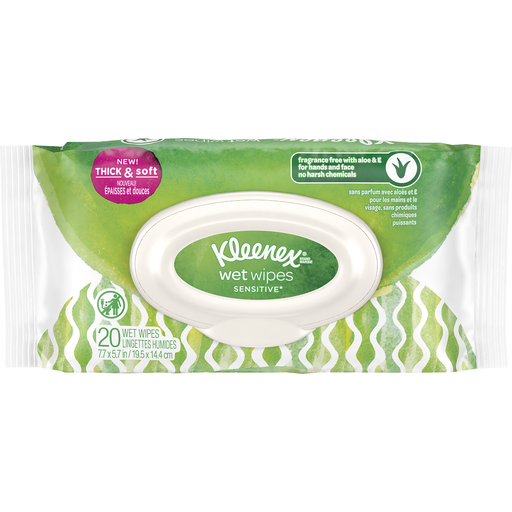 NEW!
THICK & soft
NOUVEAU!
ÉPAISSES et douces
fragrance free with aloe & E
for hands and face
no harsh chemicals
sans parfum avec aloès et E
pour les mains et le
visage, sans produits
chimiques
puissants
Kleenex®
BRAND
wet wipes
SENSITIVE*
20 WET WIPES
LINGETTES HUMIDES
7.7 x 5.7 in / 19.5 x 14.4 cm